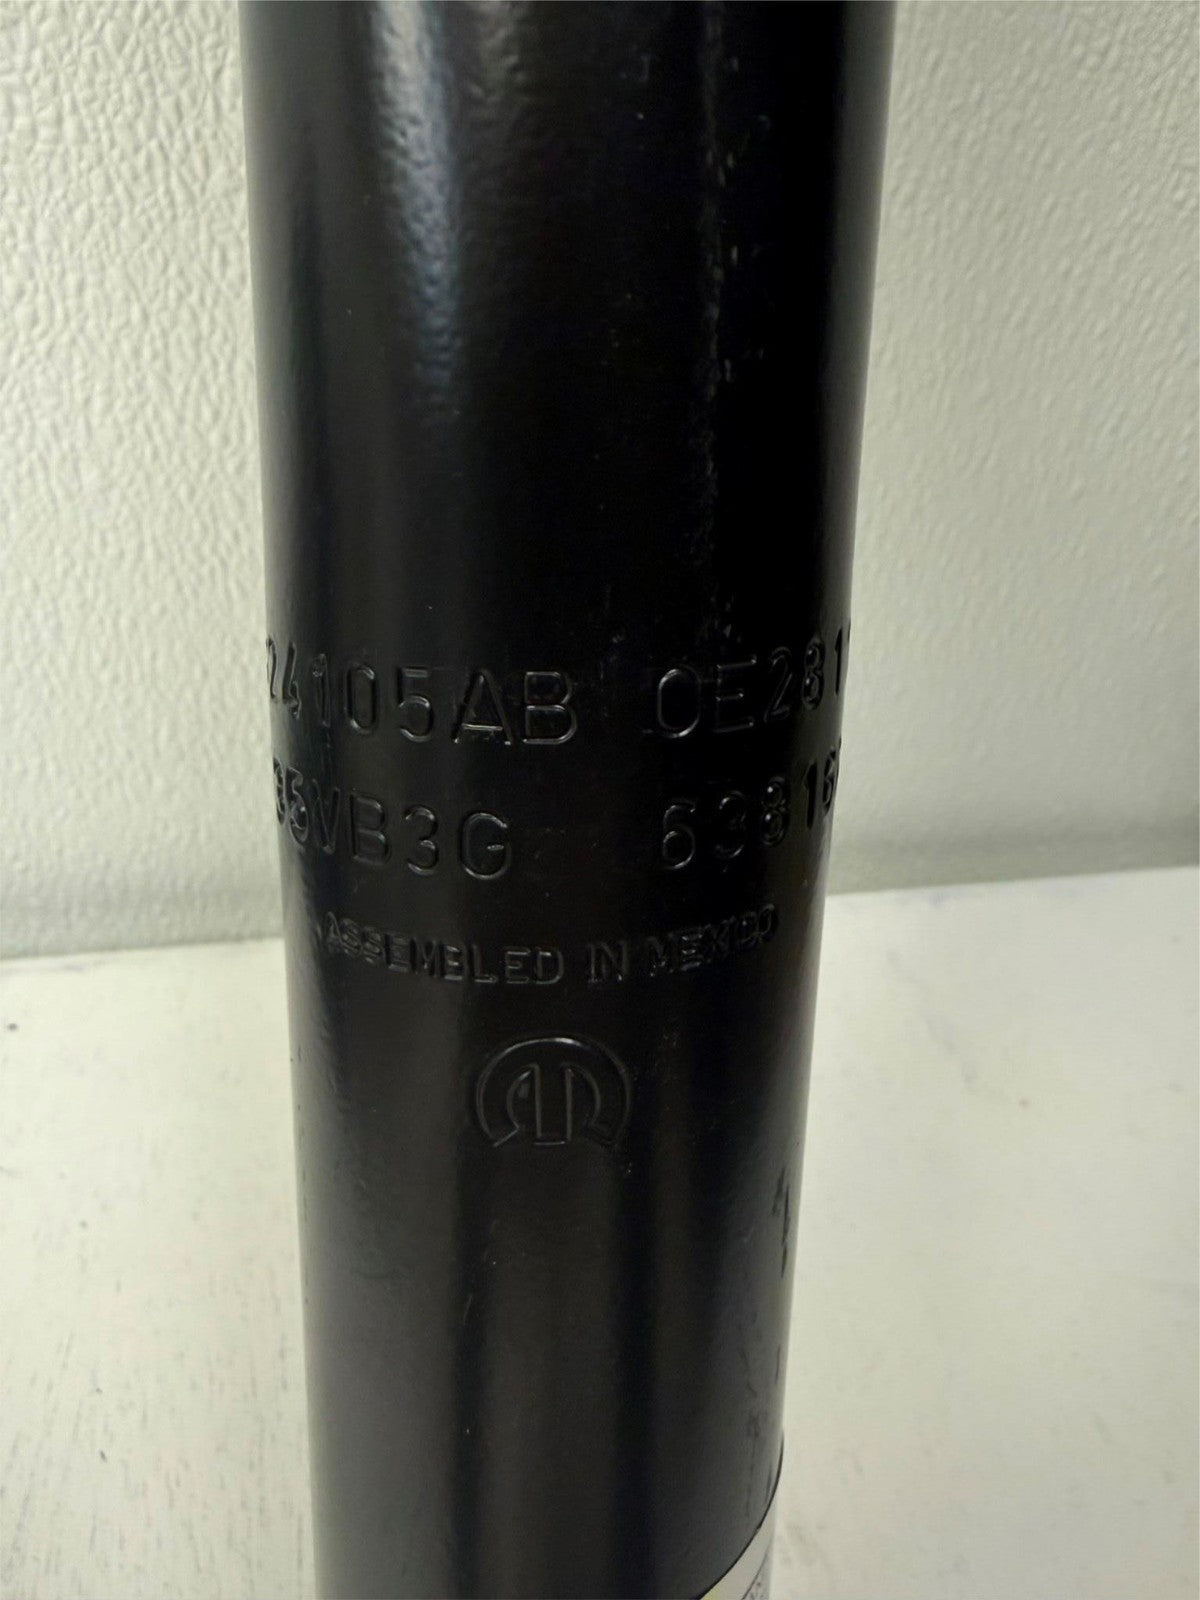 24105AB 0E281
35VB3G 63816
ASSEMBLED IN MEXICO